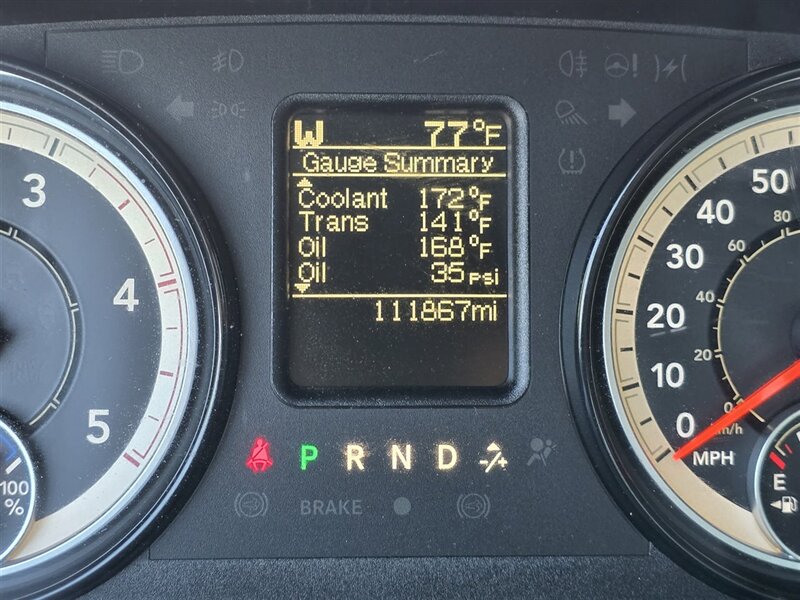 W 77°F
Gauge Summary
Coolant 172°F
Trans 141°F
Oil 168°F
Oil 35 psi
111867mi
3
4
5
100
%
50
40
30
20
10
0
MPH
80
60
40
20
0
km/h
E
P R N D
BRAKE